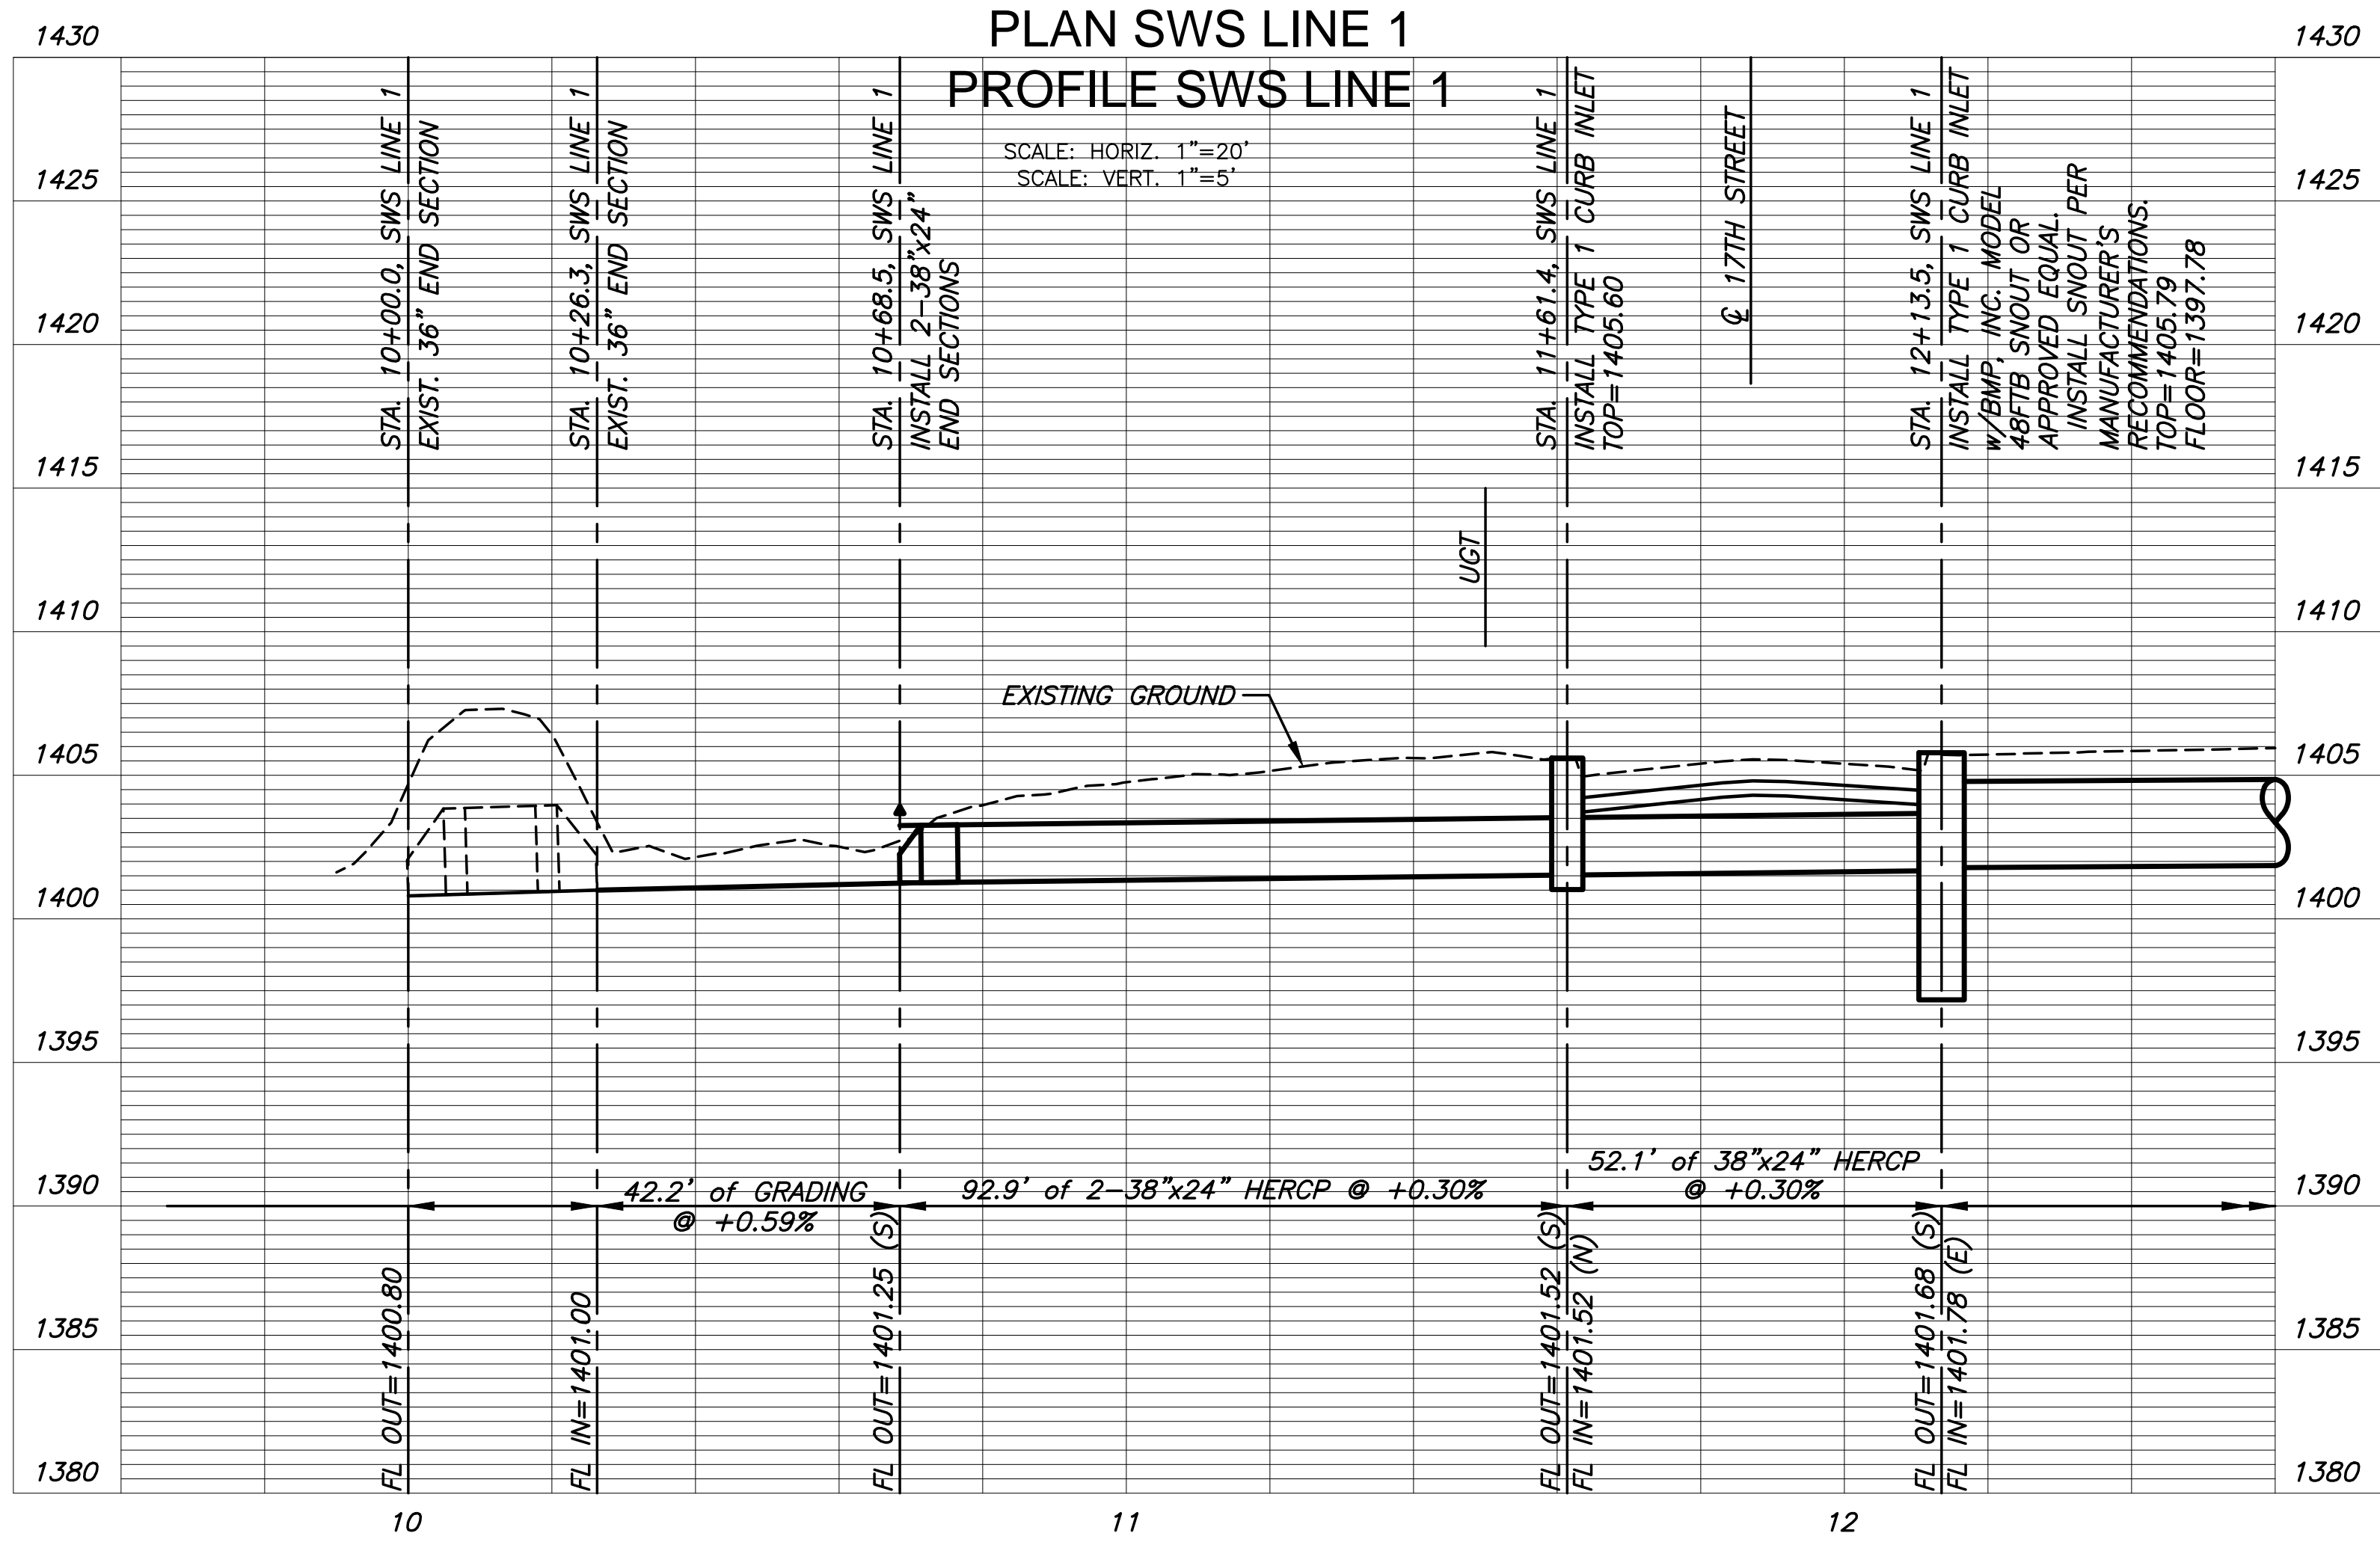 PLAN SWS LINE 1
PROFILE SWS LINE 1
SCALE: HORIZ. 1"=20'
SCALE: VERT. 1"=5'
1430
1425
1420
1415
1410
1405
1400
1395
1390
1385
1380
STA. 10+00.0, SWS LINE 1
EXIST. 36" END SECTION
STA. 10+26.3, SWS LINE 1
EXIST. 36" END SECTION
STA. 10+68.5, SWS LINE 1
INSTALL 2-38"x24"
END SECTIONS
UGT
STA. 11+61.4, SWS LINE 1
INSTALL TYPE 1 CURB INLET
TOP=1405.60
℄ 17TH STREET
STA. 12+13.5, SWS LINE 1
INSTALL TYPE 1 CURB INLET
w/BMP, INC. MODEL
48FTB SNOUT OR
APPROVED EQUAL.
INSTALL SNOUT PER
MANUFACTURER'S
RECOMMENDATIONS.
TOP=1405.79
FLOOR=1397.78
1430
1425
1420
1415
1410
1405
1400
1395
1390
1385
1380
EXISTING GROUND
42.2' of GRADING
@ +0.59%
92.9' of 2-38"x24" HERCP @ +0.30%
52.1' of 38"x24" HERCP
@ +0.30%
FL OUT=1400.80
FL IN=1401.00
FL OUT=1401.25 (S)
FL OUT=1401.52 (S)
FL IN=1401.52 (N)
FL OUT=1401.68 (S)
FL IN=1401.78 (E)
10
11
12